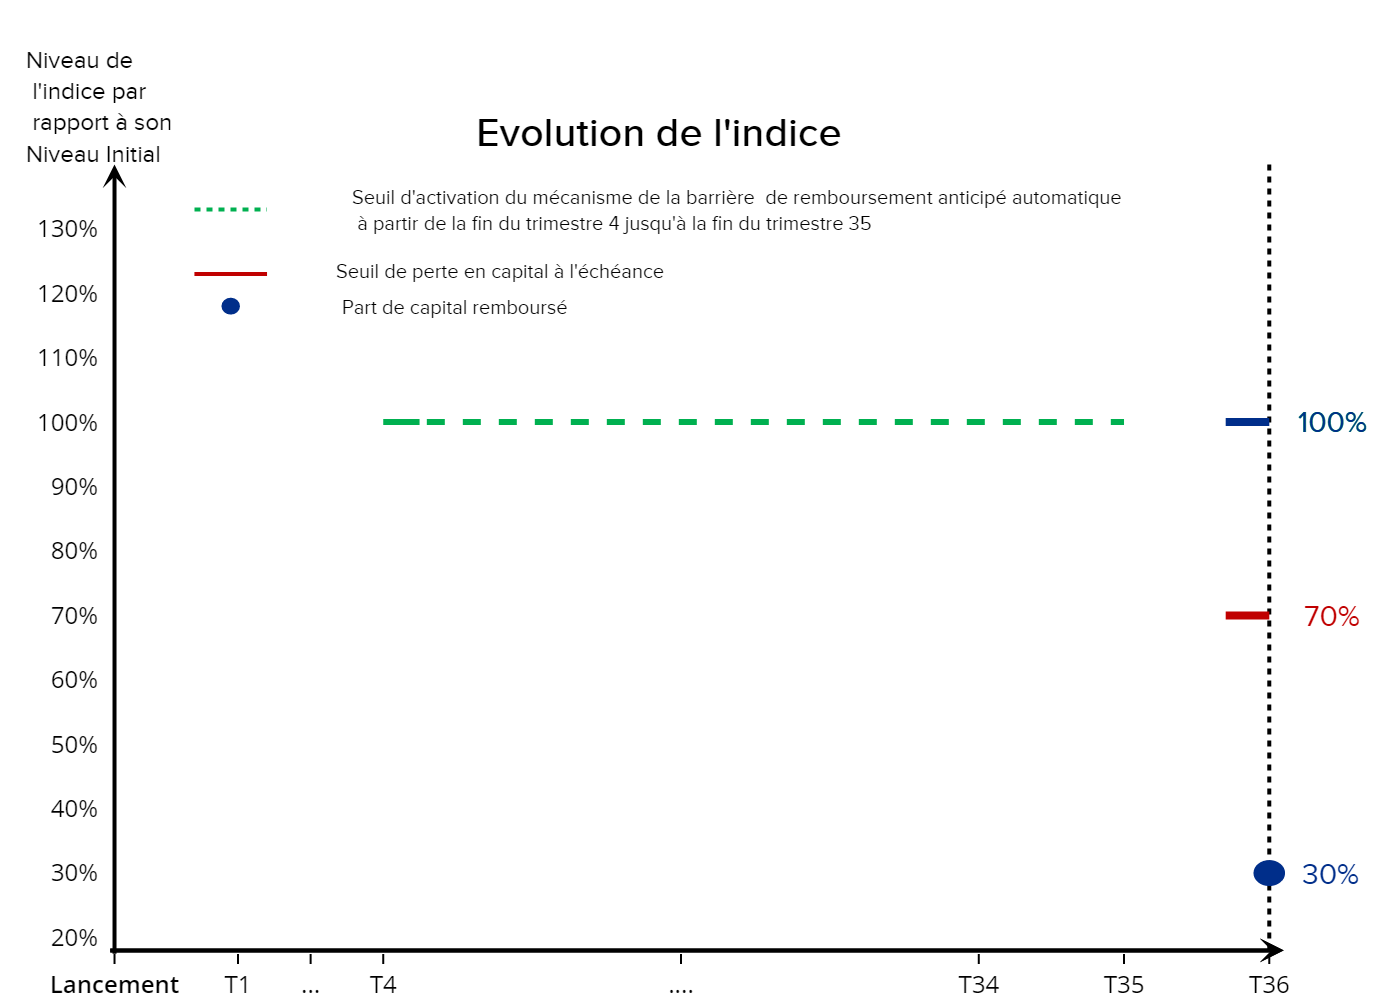 Niveau de
l'indice par
rapport à son
Niveau Initial
Evolution de l'indice
Seuil d'activation du mécanisme de la barrière  de remboursement anticipé automatique
à partir de la fin du trimestre 4 jusqu'à la fin du trimestre 35
Seuil de perte en capital à l'échéance
Part de capital remboursé
130%
120%
110%
100%
90%
80%
70%
60%
50%
40%
30%
20%
100%
70%
30%
Lancement T1 ... T4 .... T34 T35 T36